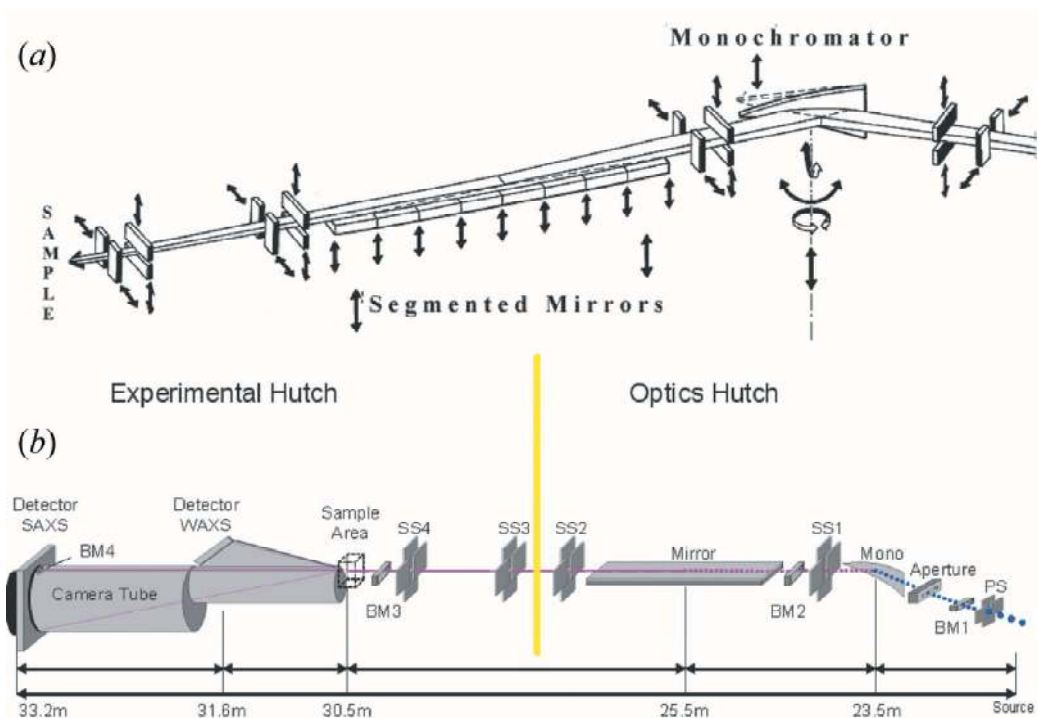 (a)
Monochromator
SAMPLE
Segmented Mirrors
Experimental Hutch
Optics Hutch
(b)
Detector
SAXS
BM4
Camera Tube
Detector
WAXS
Sample
Area
SS4
BM3
SS3
SS2
Mirror
SS1
BM2
Mono
Aperture
BM1
PS
33.2m
31.6m
30.5m
25.5m
23.5m
Source